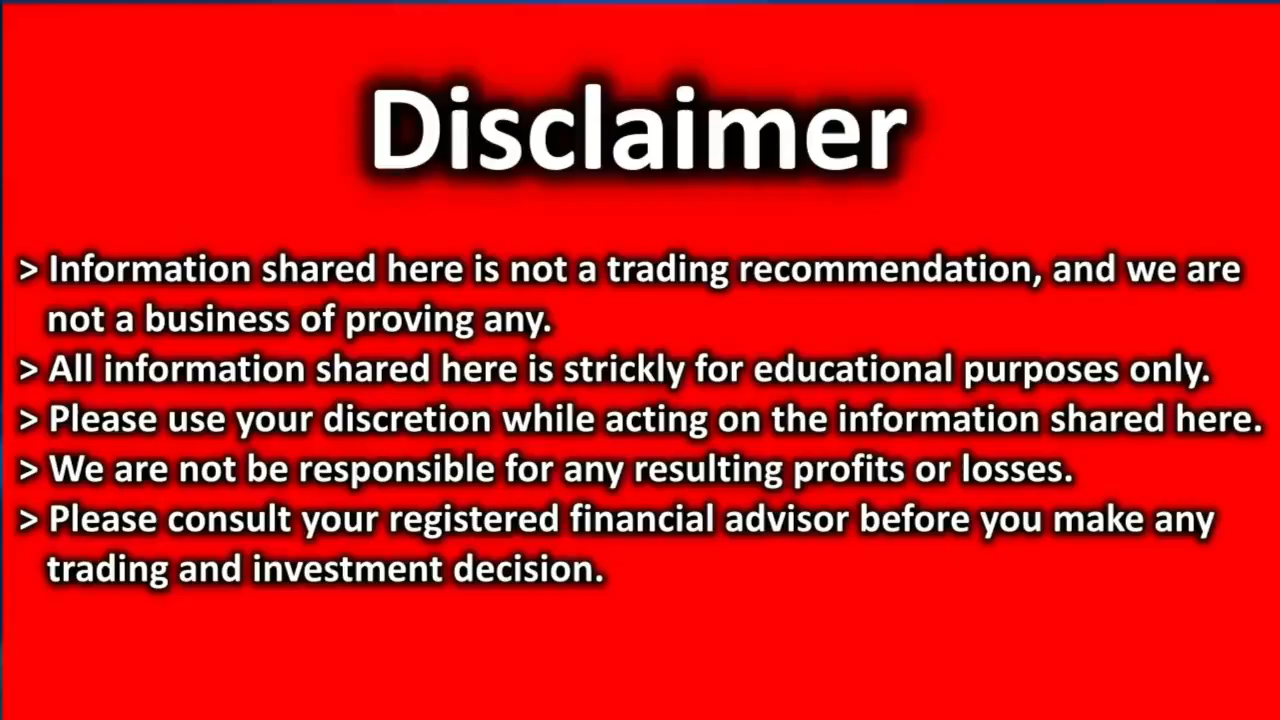 Disclaimer
> Information shared here is not a trading recommendation, and we are
not a business of proving any.
> All information shared here is strickly for educational purposes only.
> Please use your discretion while acting on the information shared here.
> We are not be responsible for any resulting profits or losses.
> Please consult your registered financial advisor before you make any
trading and investment decision.